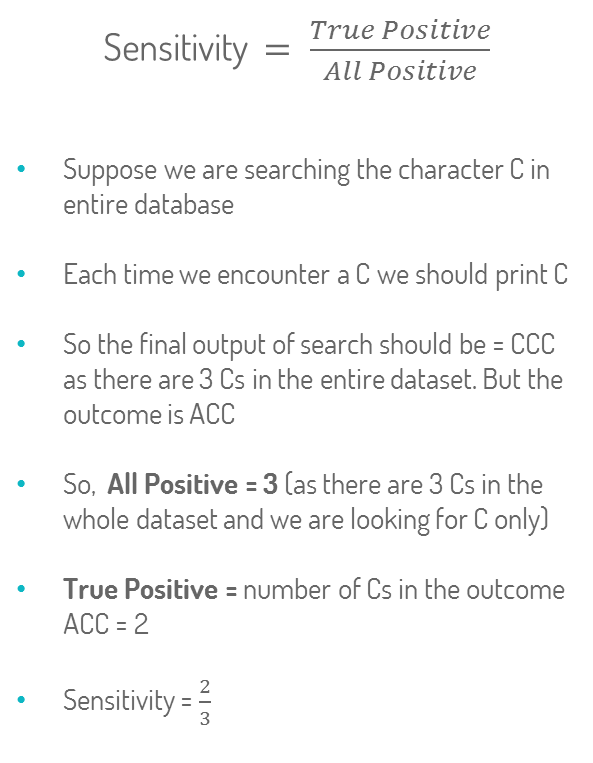 Sensitivity = True Positive / All Positive
• Suppose we are searching the character C in
entire database
• Each time we encounter a C we should print C
• So the final output of search should be = CCC
as there are 3 Cs in the entire dataset. But the
outcome is ACC
• So, All Positive = 3 (as there are 3 Cs in the
whole dataset and we are looking for C only)
• True Positive = number of Cs in the outcome
ACC = 2
• Sensitivity = 2/3